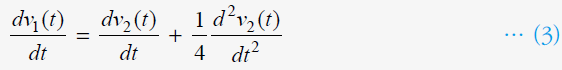 dv₁(t)/dt = dv₂(t)/dt + 1/4 d²v₂(t)/dt² ... (3)